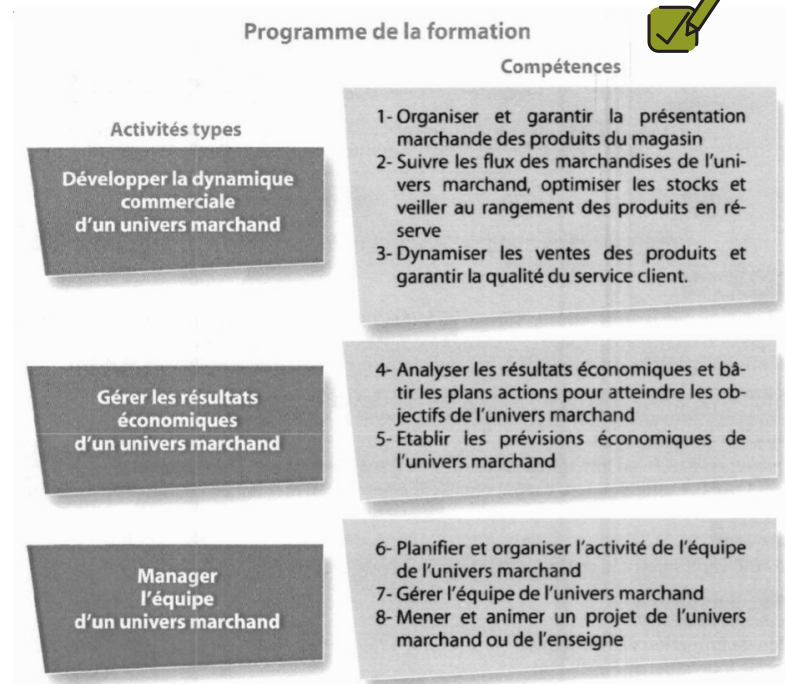 Programme de la formation
Compétences
Activités types
Développer la dynamique
commerciale
d'un univers marchand
1- Organiser et garantir la présentation
marchande des produits du magasin
2- Suivre les flux des marchandises de l'uni-
vers marchand, optimiser les stocks et
veiller au rangement des produits en ré-
serve
3- Dynamiser les ventes des produits et
garantir la qualité du service client.
Gérer les résultats
économiques
d'un univers marchand
4- Analyser les résultats économiques et bâ-
tir les plans actions pour atteindre les ob-
jectifs de l'univers marchand
5- Etablir les prévisions économiques de
l'univers marchand
Manager
l'équipe
d'un univers marchand
6- Planifier et organiser l'activité de l'équipe
de l'univers marchand
7- Gérer l'équipe de l'univers marchand
8- Mener et animer un projet de l'univers
marchand ou de l'enseigne